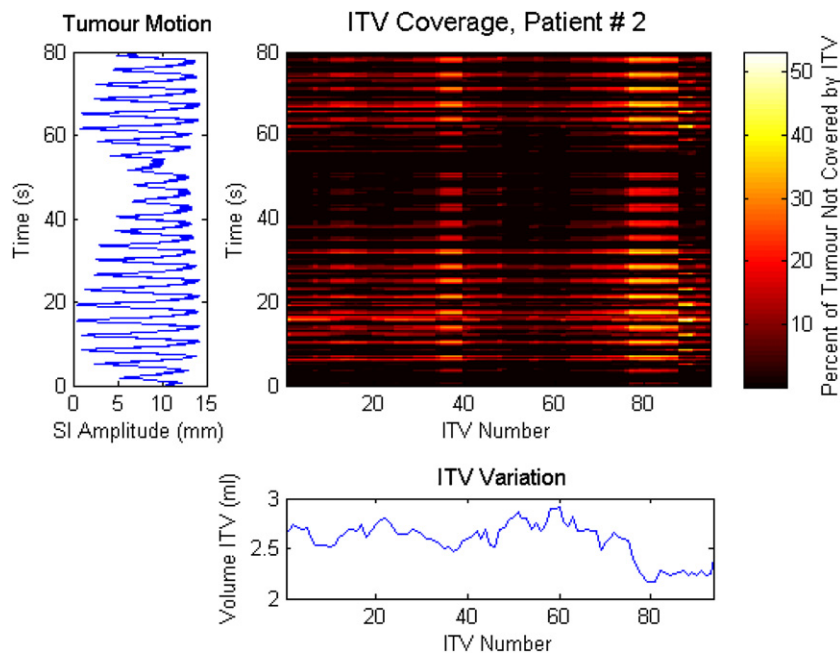 Tumour Motion
80
60
40
20
0
Time (s)
0 5 10 15
SI Amplitude (mm)
ITV Coverage, Patient # 2
80
60
40
20
0
Time (s)
20 40 60 80
ITV Number
50
40
30
20
10
Percent of Tumour Not Covered by ITV
ITV Variation
3
2.5
2
Volume ITV (ml)
20 40 60 80
ITV Number